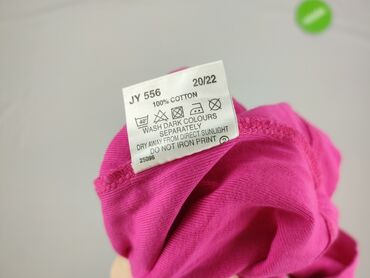 JY 556 20/22
100% COTTON
WASH DARK COLOURS
SEPARATELY
DRY AWAY FROM DIRECT SUNLIGHT
DO NOT IRON PRINT